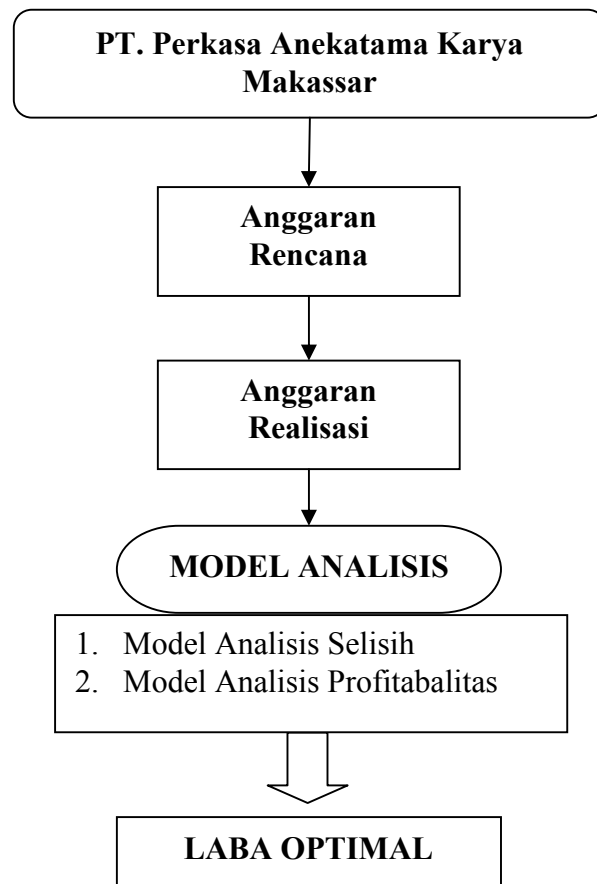 PT. Perkasa Anekatama Karya
Makassar
Anggaran
Rencana
Anggaran
Realisasi
MODEL ANALISIS
1. Model Analisis Selisih
2. Model Analisis Profitabalitas
LABA OPTIMAL